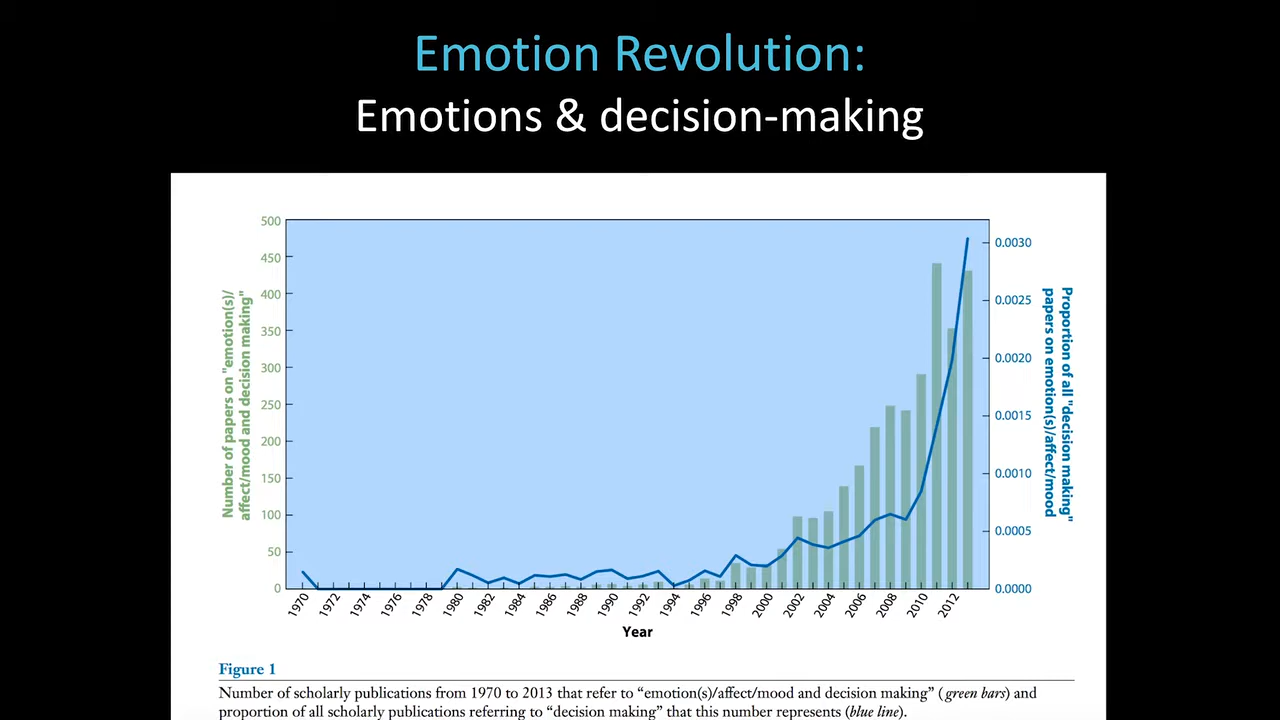 Emotion Revolution:
Emotions & decision-making
500
450
400
350
300
250
200
150
100
50
0
Number of papers on "emotion(s)/
affect/mood and decision making"
0.0030
0.0025
0.0020
0.0015
0.0010
0.0005
0.0000
Proportion of all "decision making"
papers on emotion(s)/affect/mood
1970 1972 1974 1976 1978 1980 1982 1984 1986 1988 1990 1992 1994 1996 1998 2000 2002 2004 2006 2008 2010 2012
Year
Figure 1
Number of scholarly publications from 1970 to 2013 that refer to “emotion(s)/affect/mood and decision making” (green bars) and
proportion of all scholarly publications referring to “decision making” that this number represents (blue line).